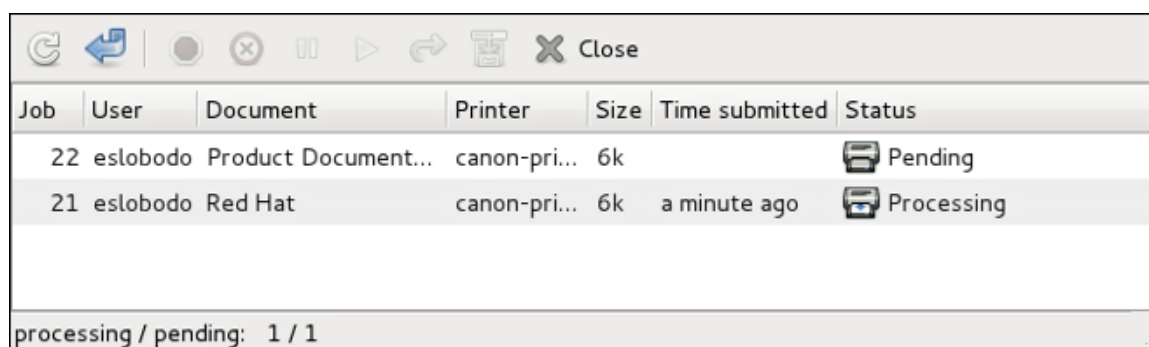 Close
Job User Document Printer Size Time submitted Status
22 eslobodo Product Document... canon-pri... 6k Pending
21 eslobodo Red Hat canon-pri... 6k a minute ago Processing
processing / pending: 1 / 1